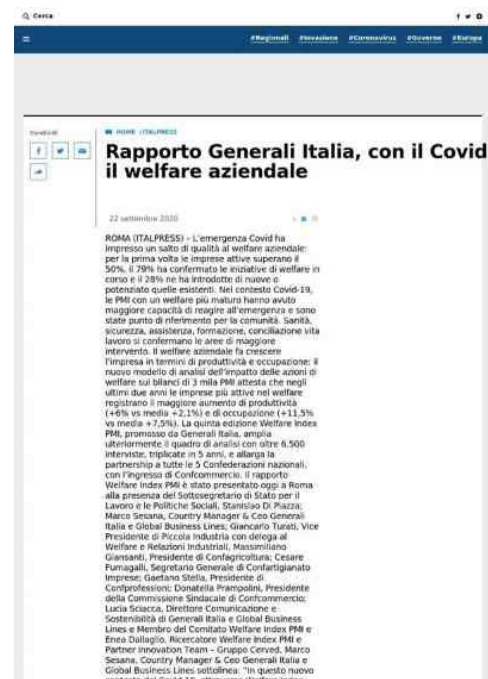 Cerca
#Regionali #Invasione #Coronavirus #Governo #Europa
Condividi
HOME ITALPRESS
Rapporto Generali Italia, con il Covid
il welfare aziendale
22 settembre 2020
ROMA (ITALPRESS) – L'emergenza Covid ha
impresso un salto di qualità al welfare aziendale:
per la prima volta le imprese attive superano il
50%, il 79% ha confermato le iniziative di welfare in
corso e il 28% ne ha introdotte di nuove o
potenziato quelle esistenti. Nel contesto Covid-19,
le PMI con un welfare più maturo hanno avuto
maggiore capacità di reagire all'emergenza e sono
state punto di riferimento per la comunità. Sanità,
sicurezza, assistenza, formazione, conciliazione vita
lavoro si confermano le aree di maggiore
intervento. Il welfare aziendale fa crescere
l'impresa in termini di produttività e occupazione: il
nuovo modello di analisi dell'impatto delle azioni di
welfare sui bilanci di 3 mila PMI attesta che negli
ultimi due anni le imprese più attive nel welfare
registrano il maggiore aumento di produttività
(+6% vs media +2,1%) e di occupazione (+11,5%
vs media +7,5%). La quinta edizione Welfare Index
PMI, promosso da Generali Italia, amplia
ulteriormente il quadro di analisi con oltre 6.500
interviste, triplicate in 5 anni, e allarga la
partnership a tutte le 5 Confederazioni nazionali,
con l'ingresso di Confcommercio. Il rapporto
Welfare Index PMI è stato presentato oggi a Roma
alla presenza del Sottosegretario di Stato per il
Lavoro e le Politiche Sociali, Stanislao Di Piazza;
Marco Sesana, Country Manager & Ceo Generali
Italia e Global Business Lines; Giancarlo Turati, Vice
Presidente di Piccola Industria con delega al
Welfare e Relazioni Industriali, Massimiliano
Giansanti, Presidente di Confagricoltura; Cesare
Fumagalli, Segretario Generale di Confartigianato
Imprese; Gaetano Stella, Presidente di
Confprofessioni; Donatella Prampolini, Presidente
della Commissione Sindacale di Confcommercio;
Lucia Sciacca, Direttore Comunicazione e
Sostenibilità di Generali Italia e Global Business
Lines e Membro del Comitato Welfare Index PMI e
Enea Dallaglio, Ricercatore Welfare Index PMI e
Partner Innovation Team – Gruppo Cerved. Marco
Sesana, Country Manager & Ceo Generali Italia e
Global Business Lines sottolinea: "In questo nuovo